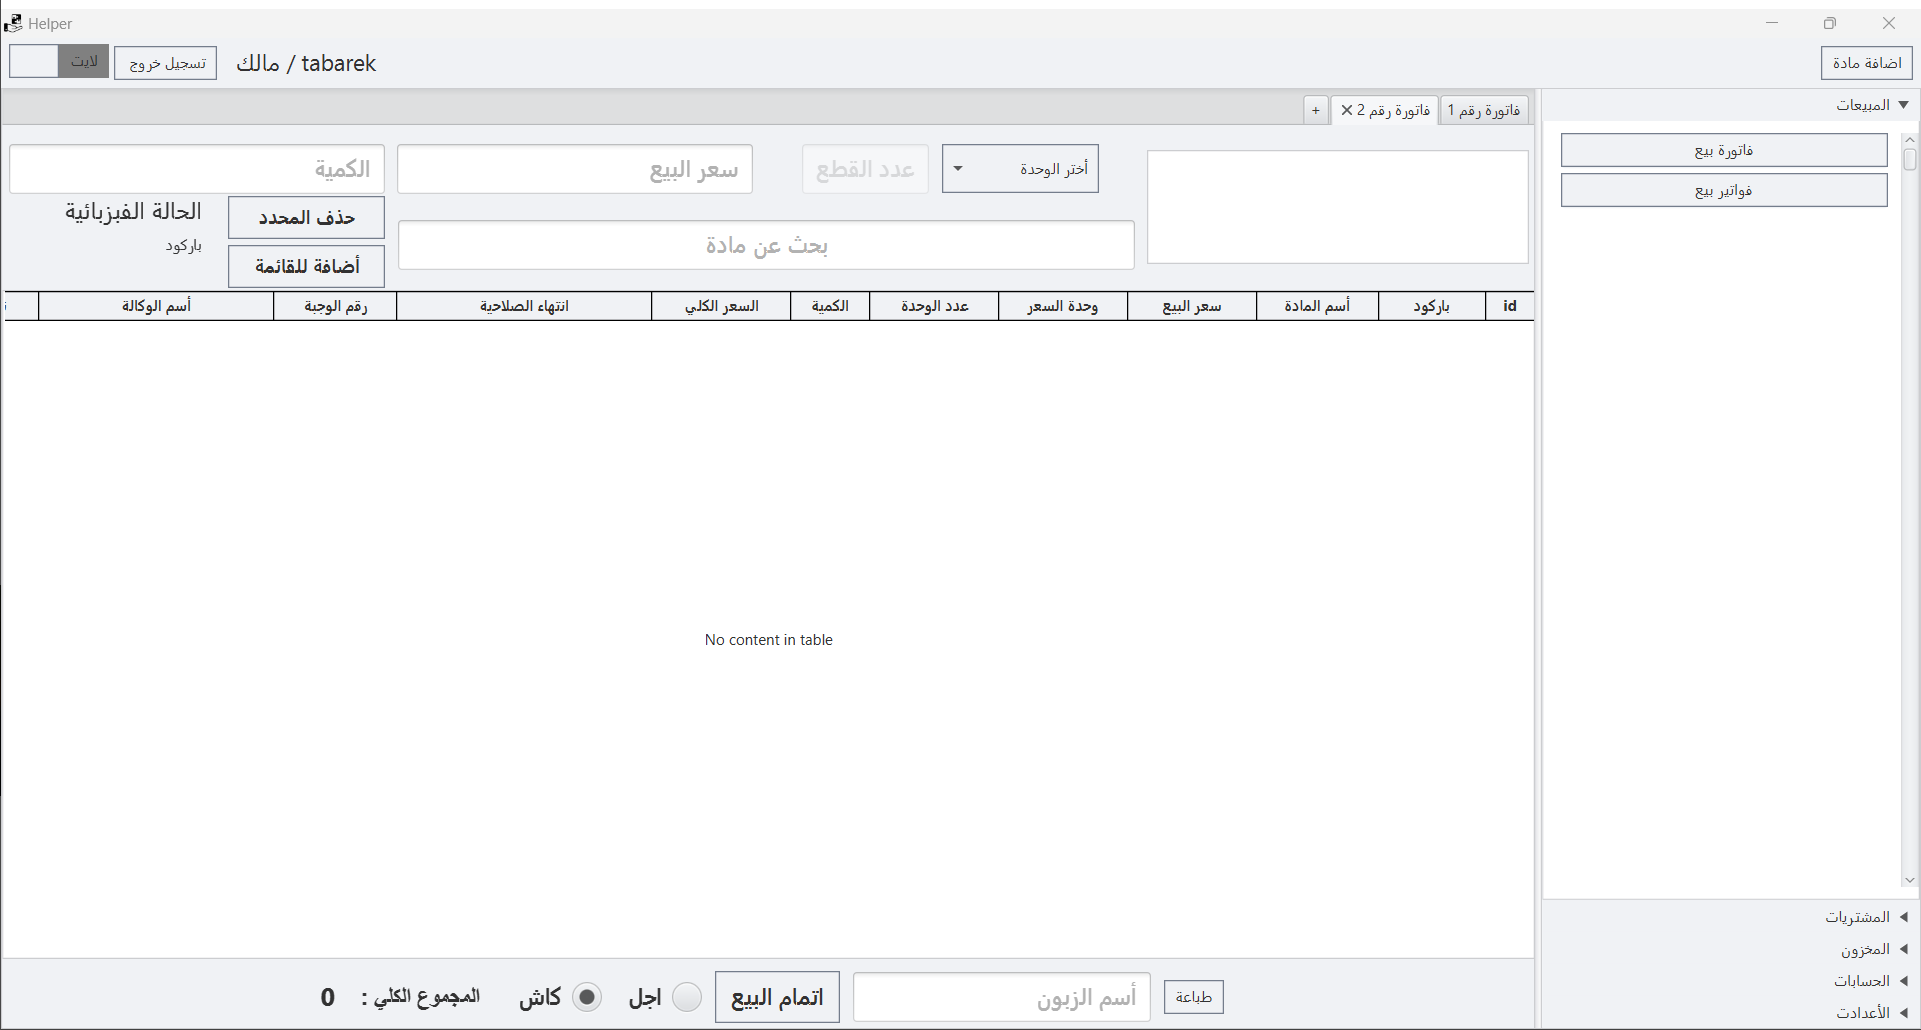 Helper
اضافة مادة
tabarek / مالك
تسجيل خروج
لايت
المبيعات
فاتورة بيع
فواتير بيع
المشتريات
المخزون
الحسابات
الأعدادت
فاتورة رقم 1
فاتورة رقم 2
+
أختر الوحدة
عدد القطع
سعر البيع
الكمية
بحث عن مادة
حذف المحدد
أضافة للقائمة
الحالة الفيزيائية
باركود
id
باركود
أسم المادة
سعر البيع
وحدة السعر
عدد الوحدة
الكمية
السعر الكلي
انتهاء الصلاحية
رقم الوجبة
أسم الوكالة
No content in table
طباعة
أسم الزبون
اتمام البيع
اجل
كاش
المجموع الكلي :
0